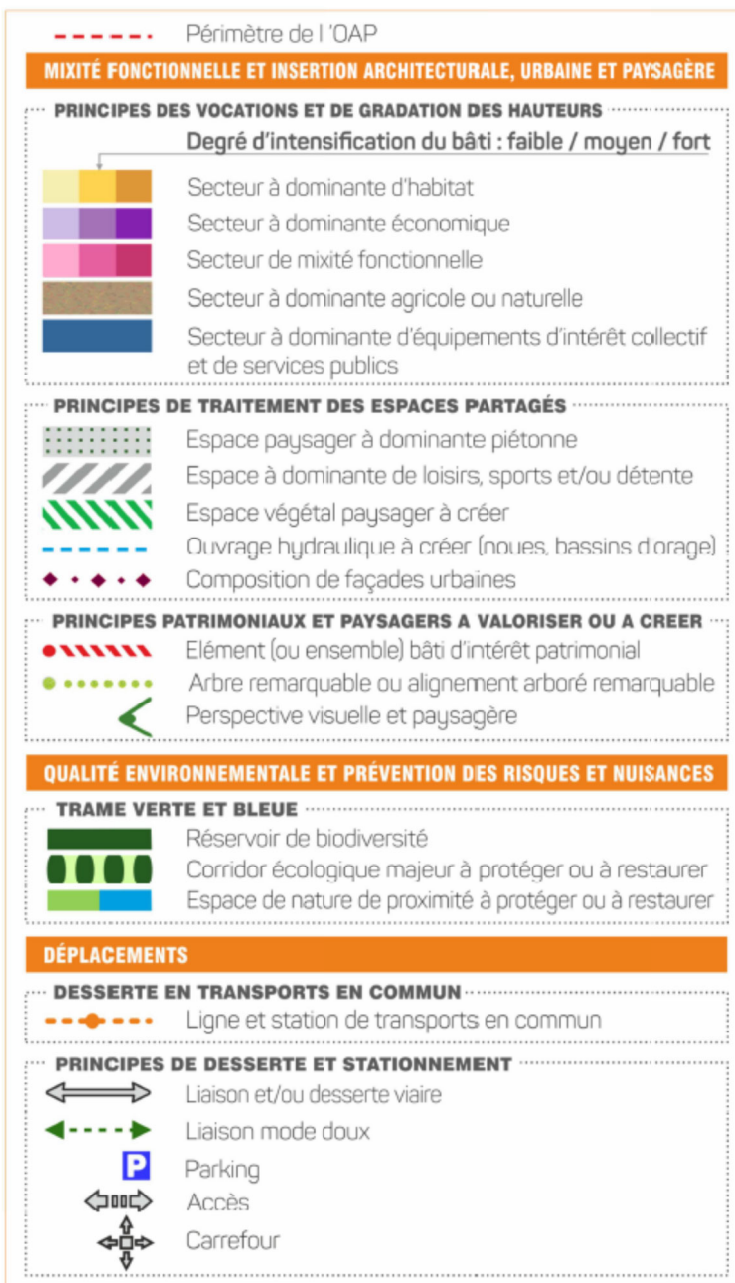 Périmètre de l 'OAP
MIXITÉ FONCTIONNELLE ET INSERTION ARCHITECTURALE, URBAINE ET PAYSAGÈRE
PRINCIPES DES VOCATIONS ET DE GRADATION DES HAUTEURS
Degré d'intensification du bâti : faible / moyen / fort
Secteur à dominante d'habitat
Secteur à dominante économique
Secteur de mixité fonctionnelle
Secteur à dominante agricole ou naturelle
Secteur à dominante d'équipements d'intérêt collectif
et de services publics
PRINCIPES DE TRAITEMENT DES ESPACES PARTAGÉS
Espace paysager à dominante piétonne
Espace à dominante de loisirs, sports et/ou détente
Espace végétal paysager à créer
Ouvrage hydraulique à créer (noues, bassins d'orage)
Composition de façades urbaines
PRINCIPES PATRIMONIAUX ET PAYSAGERS A VALORISER OU A CREER
Elément (ou ensemble) bâti d'intérêt patrimonial
Arbre remarquable ou alignement arboré remarquable
Perspective visuelle et paysagère
QUALITÉ ENVIRONNEMENTALE ET PRÉVENTION DES RISQUES ET NUISANCES
TRAME VERTE ET BLEUE
Réservoir de biodiversité
Corridor écologique majeur à protéger ou à restaurer
Espace de nature de proximité à protéger ou à restaurer
DÉPLACEMENTS
DESSERTE EN TRANSPORTS EN COMMUN
Ligne et station de transports en commun
PRINCIPES DE DESSERTE ET STATIONNEMENT
Liaison et/ou desserte viaire
Liaison mode doux
P Parking
Accès
Carrefour